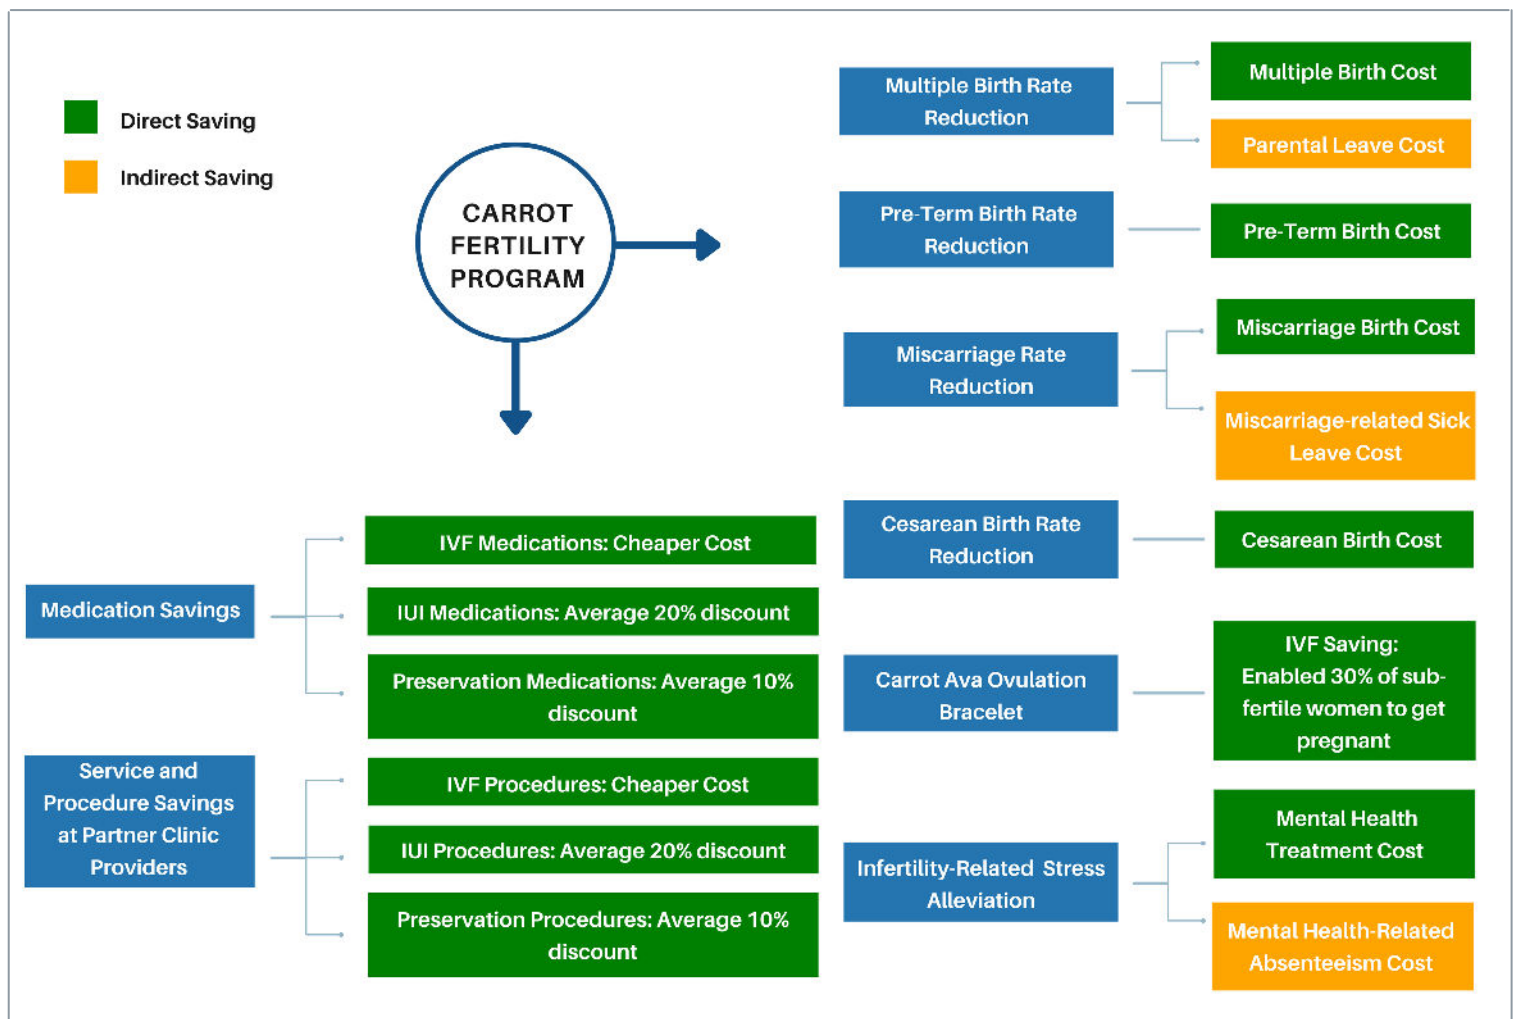 Direct Saving
Indirect Saving
CARROT
FERTILITY
PROGRAM
Multiple Birth Rate
Reduction
Multiple Birth Cost
Parental Leave Cost
Pre-Term Birth Rate
Reduction
Pre-Term Birth Cost
Miscarriage Rate
Reduction
Miscarriage Birth Cost
Miscarriage-related Sick
Leave Cost
Cesarean Birth Rate
Reduction
Cesarean Birth Cost
Carrot Ava Ovulation
Bracelet
IVF Saving:
Enabled 30% of sub-
fertile women to get
pregnant
Infertility-Related Stress
Alleviation
Mental Health
Treatment Cost
Mental Health-Related
Absenteeism Cost
Medication Savings
IVF Medications: Cheaper Cost
IUI Medications: Average 20% discount
Preservation Medications: Average 10%
discount
Service and
Procedure Savings
at Partner Clinic
Providers
IVF Procedures: Cheaper Cost
IUI Procedures: Average 20% discount
Preservation Procedures: Average 10%
discount